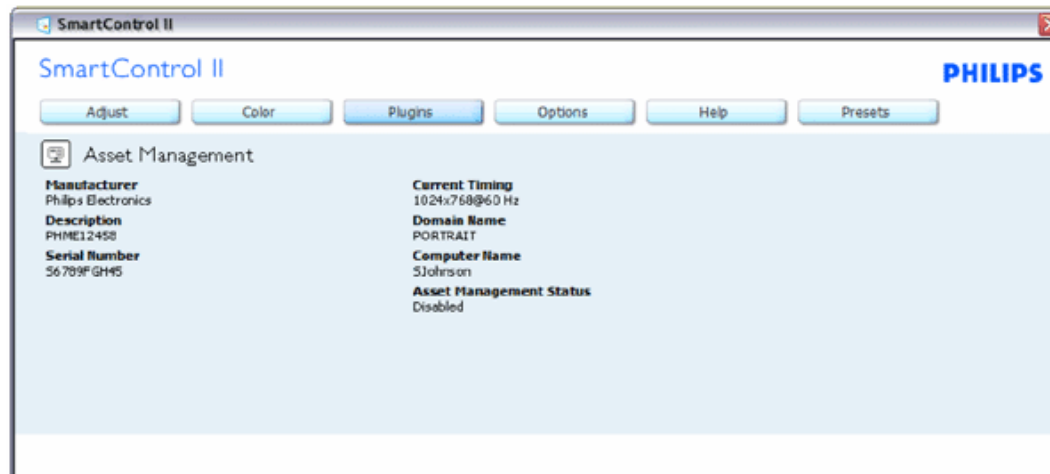 SmartControl II
SmartControl II
PHILIPS
Adjust Color Plugins Options Help Presets
Asset Management
Manufacturer
Philips Electronics
Description
PHME12458
Serial Number
56789FGH45
Current Timing
1024x768@60 Hz
Domain Name
PORTRAIT
Computer Name
SJohnson
Asset Management Status
Disabled